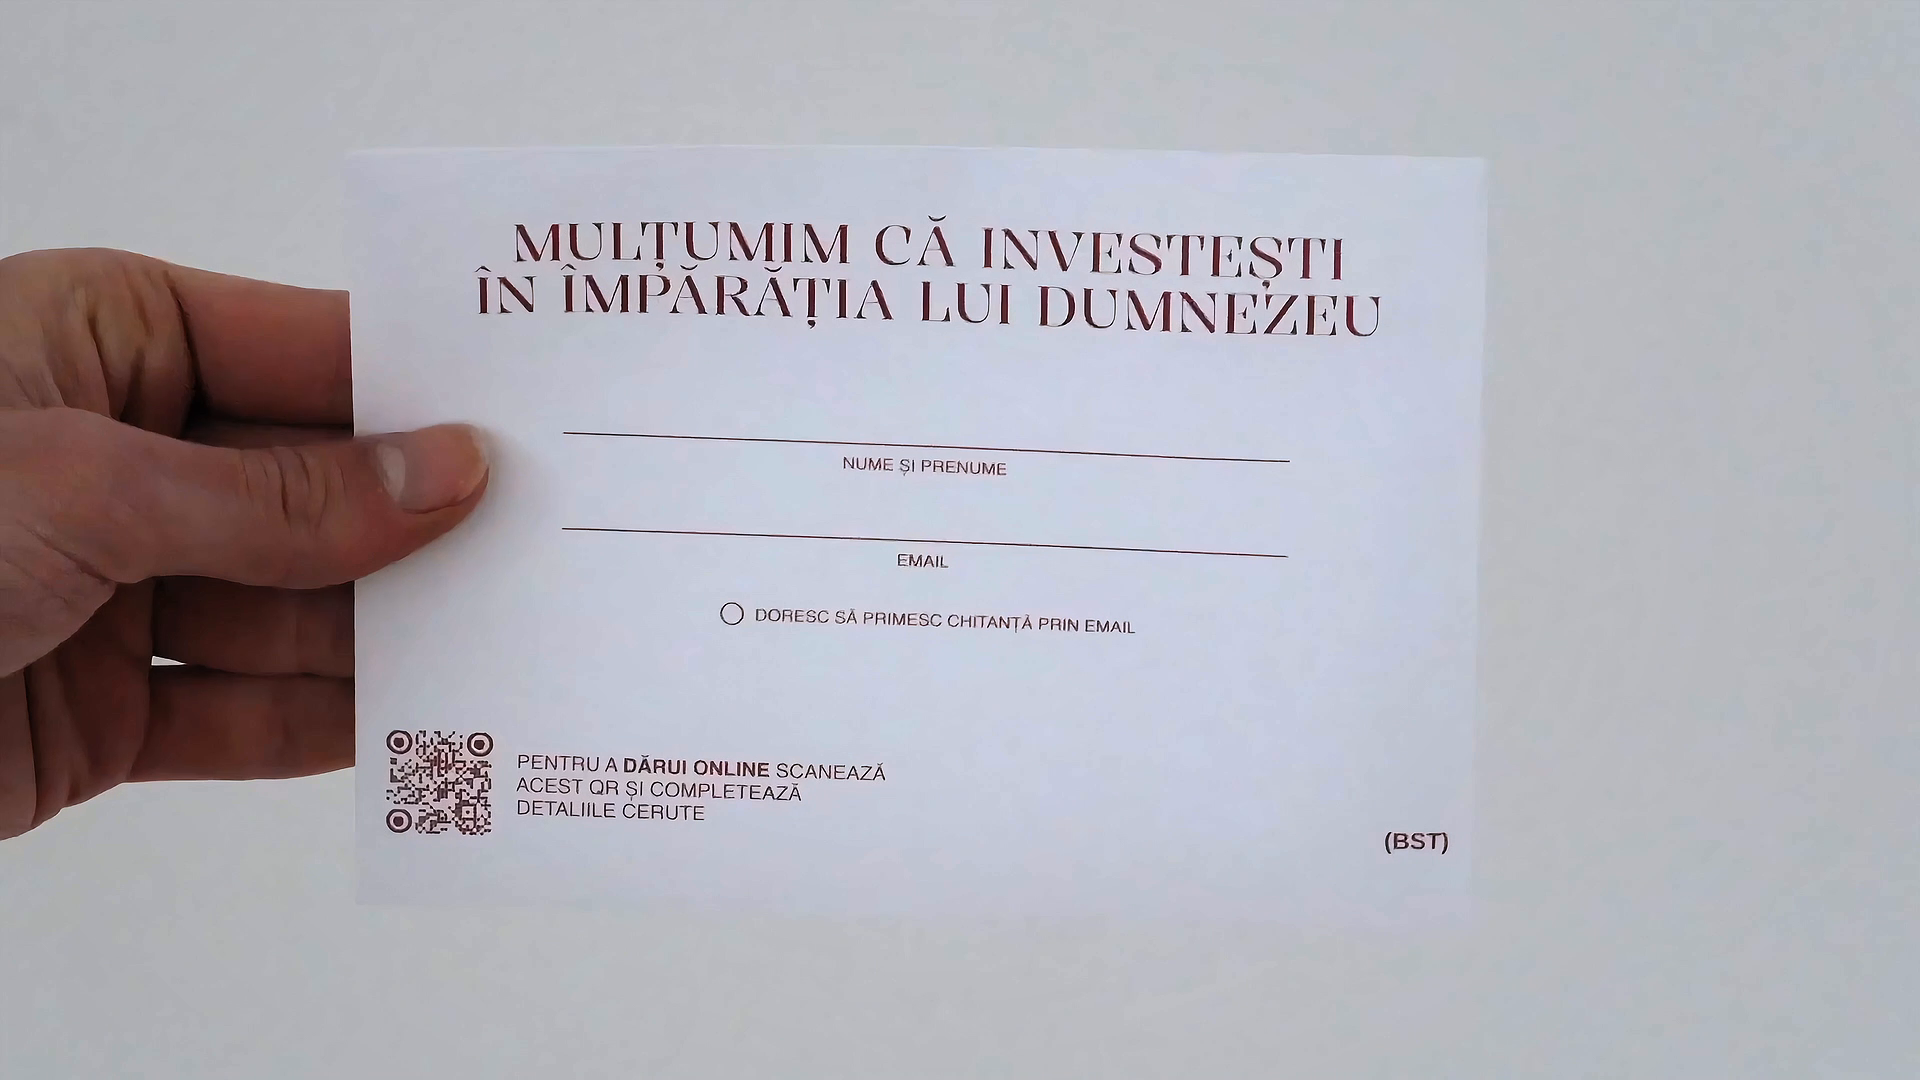 MULȚUMIM CĂ INVESTEȘTI
ÎN ÎMPĂRĂȚIA LUI DUMNEZEU
NUME ȘI PRENUME
EMAIL
DORESC SĂ PRIMESC CHITANȚĂ PRIN EMAIL
PENTRU A DĂRUI ONLINE SCANEAZĂ
ACEST QR ȘI COMPLETEAZĂ
DETALIILE CERUTE
(BST)